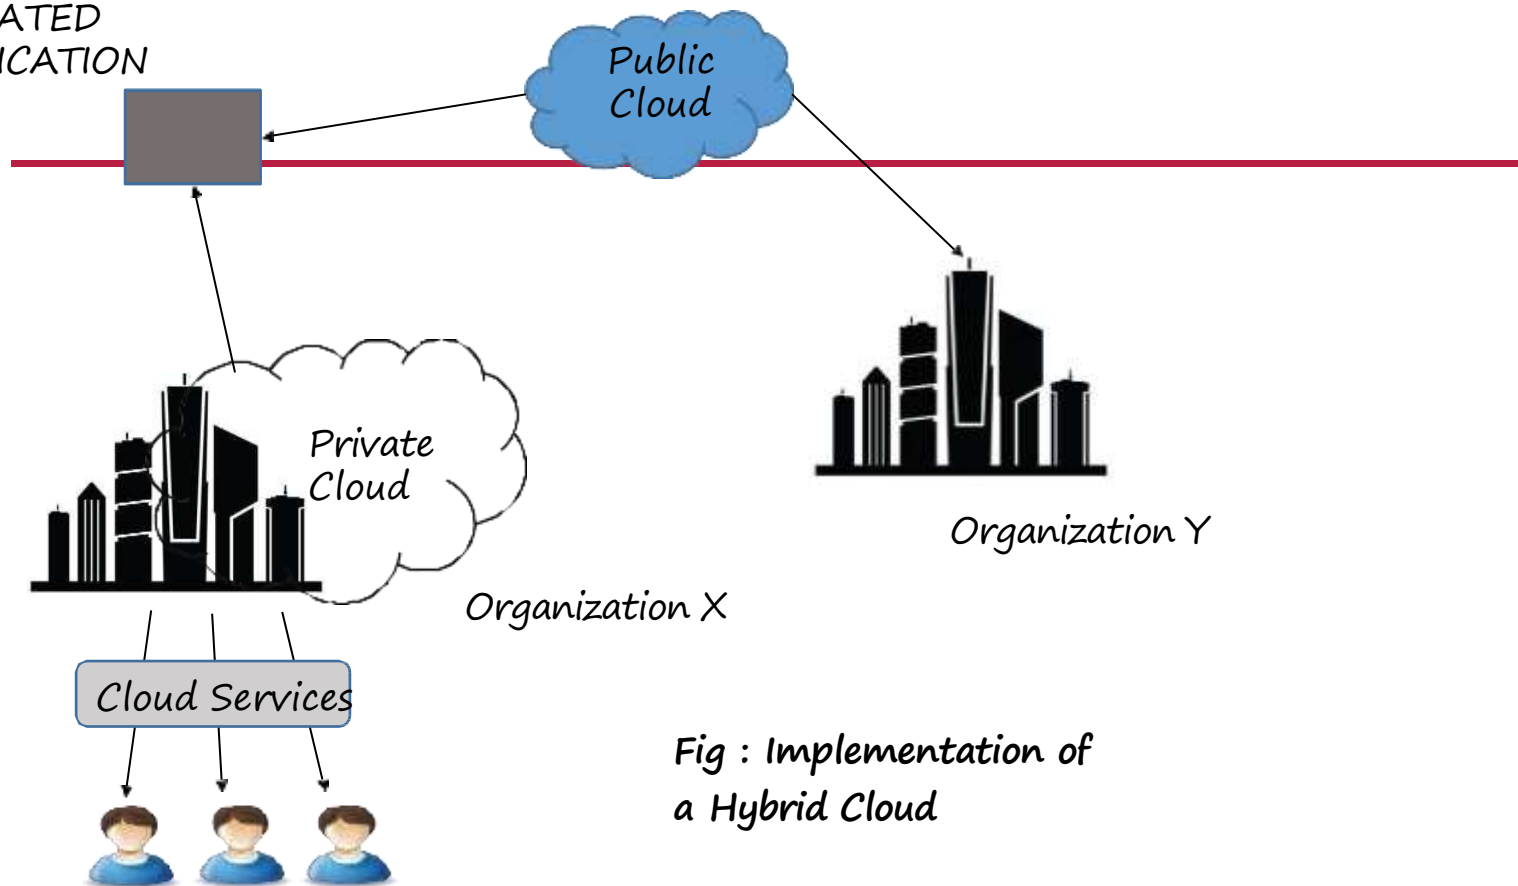 ATED
ICATION
Public
Cloud
Private
Cloud
Organization Y
Organization X
Cloud Services
Fig : Implementation of
a Hybrid Cloud